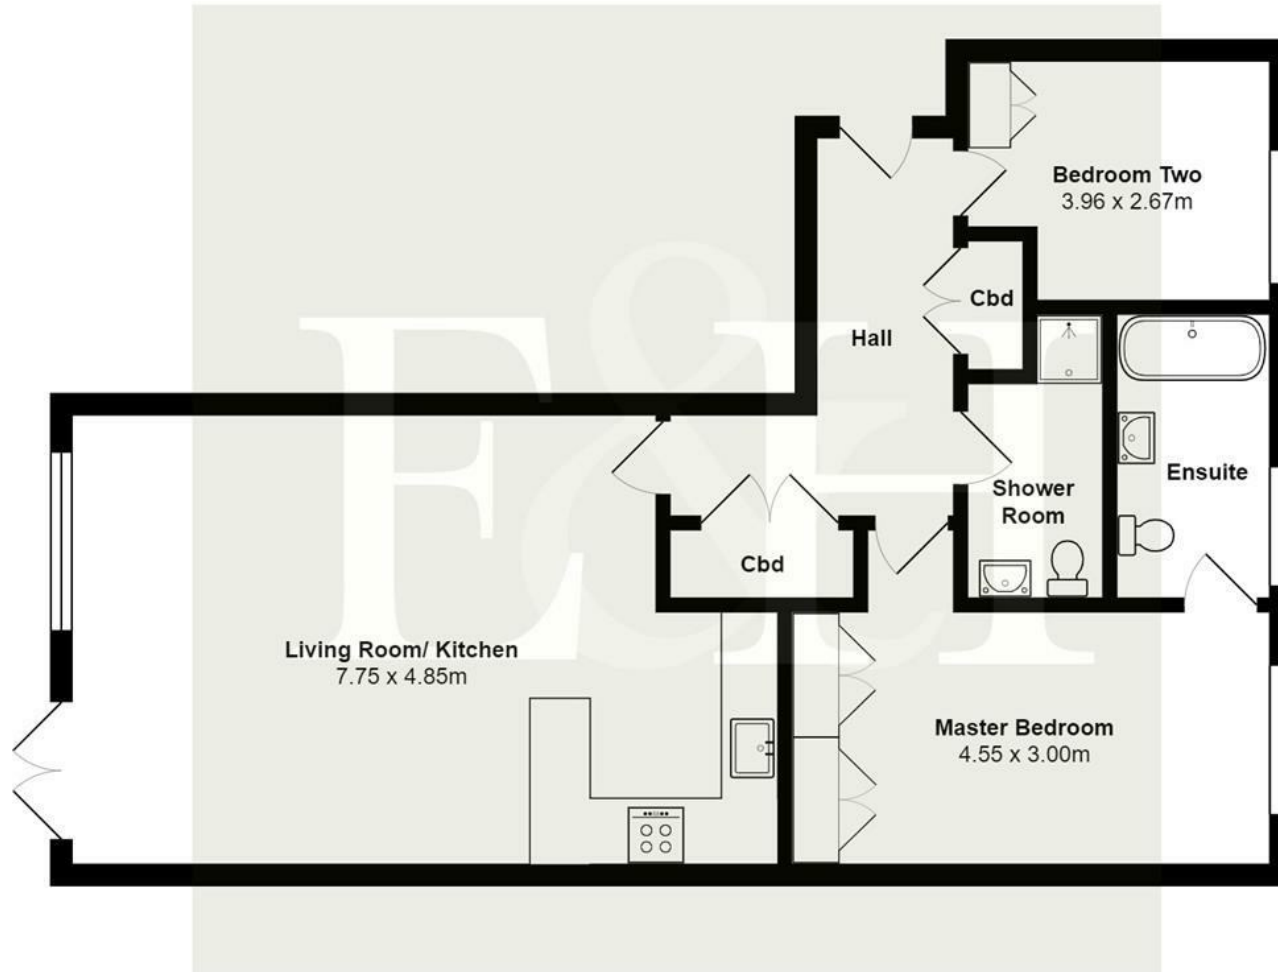 Bedroom Two
3.96 x 2.67m
Cbd
Hall
Ensuite
Shower
Room
Cbd
Living Room/ Kitchen
7.75 x 4.85m
Master Bedroom
4.55 x 3.00m
E&H